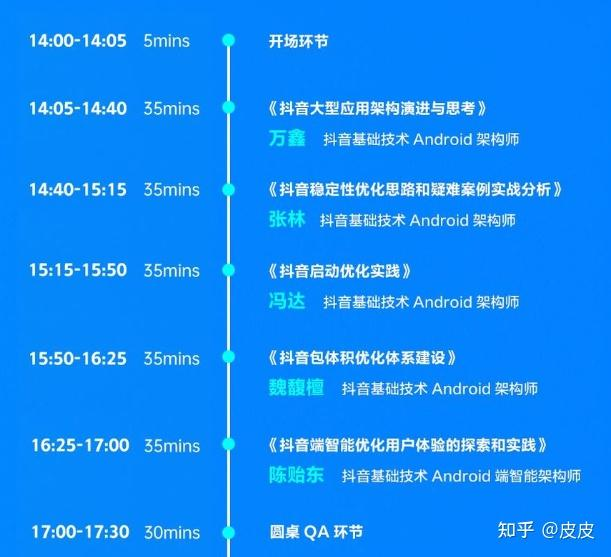 14:00-14:05 5mins 开场环节
14:05-14:40 35mins 《抖音大型应用架构演进与思考》
万鑫 抖音基础技术 Android 架构师
14:40-15:15 35mins 《抖音稳定性优化思路和疑难案例实战分析》
张林 抖音基础技术 Android 架构师
15:15-15:50 35mins 《抖音启动优化实践》
冯达 抖音基础技术 Android 架构师
15:50-16:25 35mins 《抖音包体积优化体系建设》
魏馥檀 抖音基础技术 Android 架构师
16:25-17:00 35mins 《抖音端智能优化用户体验的探索和实践》
陈贻东 抖音基础技术 Android 端智能架构师
17:00-17:30 30mins 圆桌 QA 环节
知乎 @皮皮